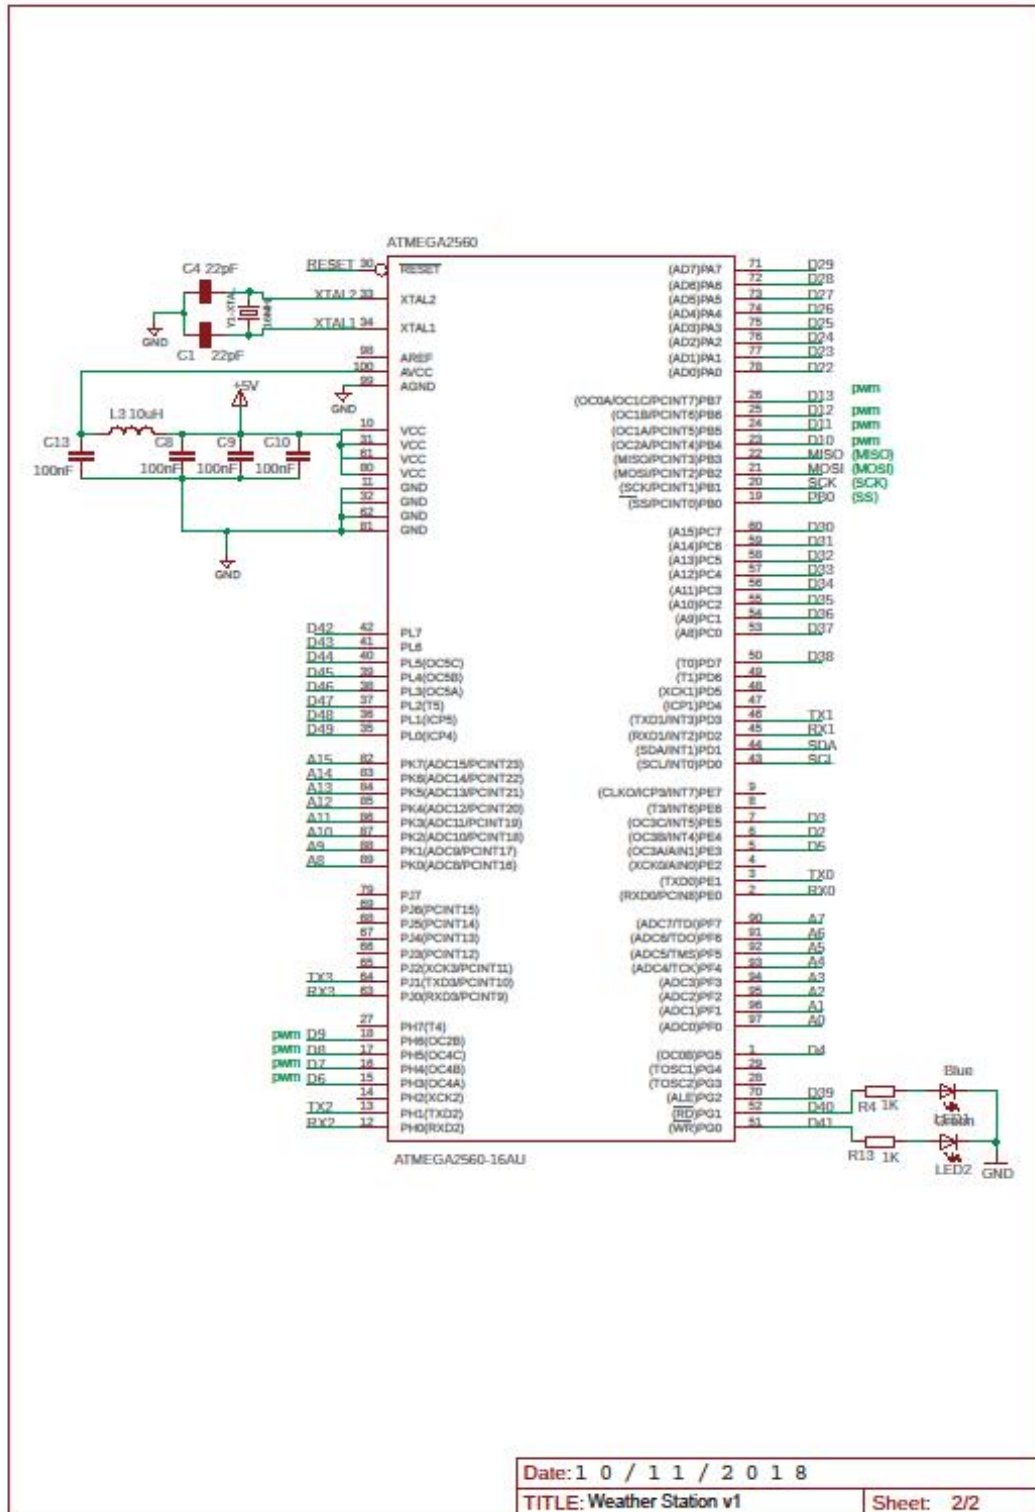 ATMEGA2560
C4 22pF
Y1-XTAL
16MHz
C1 22pF
GND
RESET 30 RESET
XTAL2 33 XTAL2
XTAL1 34 XTAL1
98 AREF
100 AVCC
99 AGND
GND
+5V
L3 10uH
C13 100nF
C8 100nF
C9 100nF
C10 100nF
10 VCC
31 VCC
61 VCC
80 VCC
11 GND
32 GND
62 GND
81 GND
GND
D42 42 PL7
D43 41 PL6
D44 40 PL5(OC5C)
D45 39 PL4(OC5B)
D46 38 PL3(OC5A)
D47 37 PL2(T5)
D48 36 PL1(ICP5)
D49 35 PL0(ICP4)
A15 82 PK7(ADC15/PCINT23)
A14 83 PK6(ADC14/PCINT22)
A13 84 PK5(ADC13/PCINT21)
A12 85 PK4(ADC12/PCINT20)
A11 86 PK3(ADC11/PCINT19)
A10 87 PK2(ADC10/PCINT18)
A9 88 PK1(ADC9/PCINT17)
A8 89 PK0(ADC8/PCINT16)
79 PJ7
69 PJ6(PCINT15)
68 PJ5(PCINT14)
67 PJ4(PCINT13)
66 PJ3(PCINT12)
65 PJ2(XCK3/PCINT11)
TX3 64 PJ1(TXD3/PCINT10)
RX3 63 PJ0(RXD3/PCINT9)
27 PH7(T4)
pwm D9 18 PH6(OC2B)
pwm D8 17 PH5(OC4C)
pwm D7 16 PH4(OC4B)
pwm D6 15 PH3(OC4A)
14 PH2(XCK2)
TX2 13 PH1(TXD2)
RX2 12 PH0(RXD2)
(AD7)PA7 71 D29
(AD6)PA6 72 D28
(AD5)PA5 73 D27
(AD4)PA4 74 D26
(AD3)PA3 75 D25
(AD2)PA2 76 D24
(AD1)PA1 77 D23
(AD0)PA0 78 D22
(OC0A/OC1C/PCINT7)PB7 26 D13 pwm
(OC1B/PCINT6)PB6 25 D12 pwm
(OC1A/PCINT5)PB5 24 D11 pwm
(OC2A/PCINT4)PB4 23 D10 pwm
(MISO/PCINT3)PB3 22 MISO (MISO)
(MOSI/PCINT2)PB2 21 MOSI (MOSI)
(SCK/PCINT1)PB1 20 SCK (SCK)
(SS/PCINT0)PB0 19 PB0 (SS)
(A15)PC7 60 D30
(A14)PC6 59 D31
(A13)PC5 58 D32
(A12)PC4 57 D33
(A11)PC3 56 D34
(A10)PC2 55 D35
(A9)PC1 54 D36
(A8)PC0 53 D37
(T0)PD7 50 D38
(T1)PD6 49
(XCK1)PD5 48
(ICP1)PD4 47
(TXD1/INT3)PD3 46 TX1
(RXD1/INT2)PD2 45 RX1
(SDA/INT1)PD1 44 SDA
(SCL/INT0)PD0 43 SCL
(CLKO/ICP3/INT7)PE7 9
(T3/INT6)PE6 8
(OC3C/INT5)PE5 7 D3
(OC3B/INT4)PE4 6 D2
(OC3A/AIN1)PE3 5 D5
(XCK0/AIN0)PE2 4
(TXD0)PE1 3 TX0
(RXD0/PCIN8)PE0 2 RX0
(ADC7/TDI)PF7 90 A7
(ADC6/TDO)PF6 91 A6
(ADC5/TMS)PF5 92 A5
(ADC4/TCK)PF4 93 A4
(ADC3)PF3 94 A3
(ADC2)PF2 95 A2
(ADC1)PF1 96 A1
(ADC0)PF0 97 A0
(OC0B)PG5 1 D4
(TOSC1)PG4 29
(TOSC2)PG3 28
(ALE)PG2 70 D39
(RD)PG1 52 D40
(WR)PG0 51 D41
Blue
R4 1K
LED1
Green
R13 1K
LED2
GND
ATMEGA2560-16AU
Date: 10/11/2018
TITLE: Weather Station v1
Sheet: 2/2